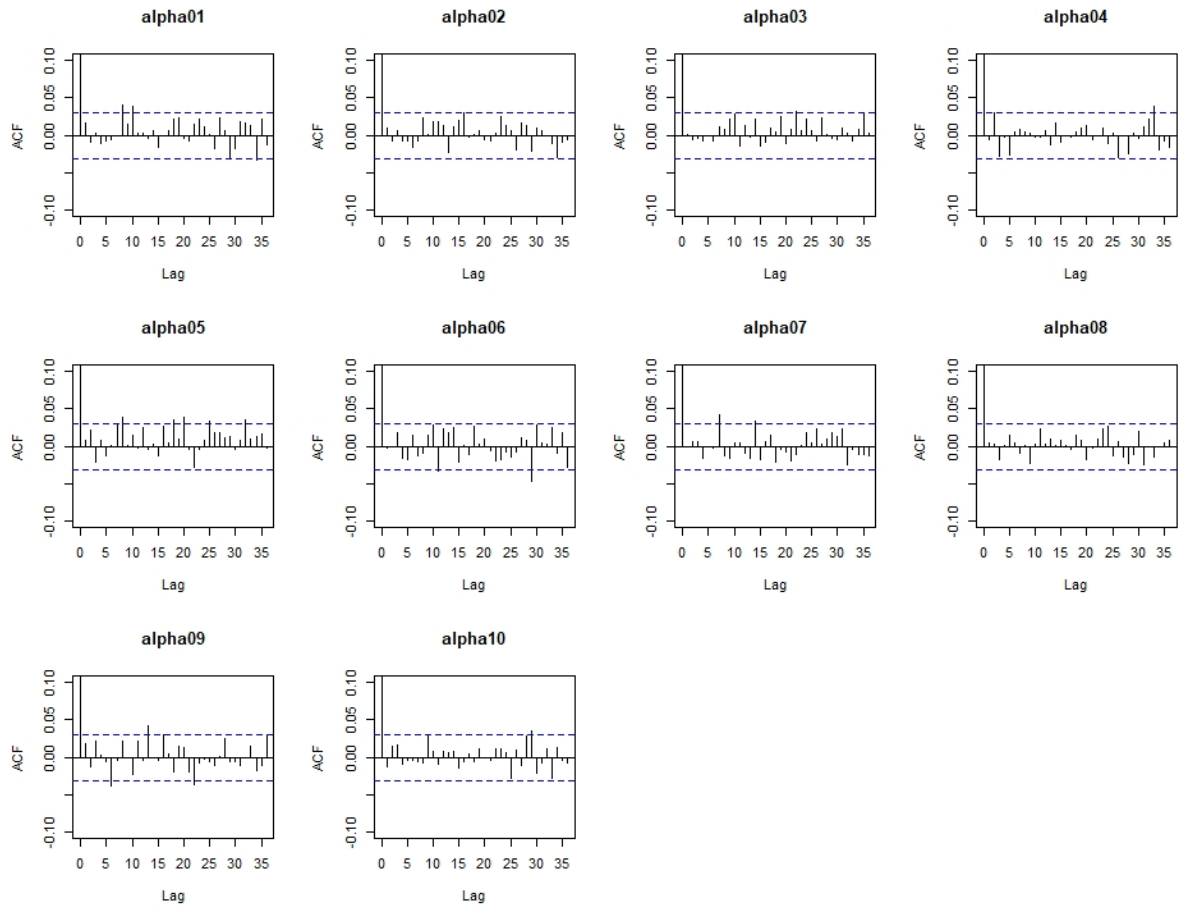 alpha01 alpha02 alpha03 alpha04
ACF 0.10 0.05 0.00 -0.10 ACF 0.10 0.05 0.00 -0.10 ACF 0.10 0.05 0.00 -0.10 ACF 0.10 0.05 0.00 -0.10
0 5 10 15 20 25 30 35 0 5 10 15 20 25 30 35 0 5 10 15 20 25 30 35 0 5 10 15 20 25 30 35
Lag Lag Lag Lag
alpha05 alpha06 alpha07 alpha08
ACF 0.10 0.05 0.00 -0.10 ACF 0.10 0.05 0.00 -0.10 ACF 0.10 0.05 0.00 -0.10 ACF 0.10 0.05 0.00 -0.10
0 5 10 15 20 25 30 35 0 5 10 15 20 25 30 35 0 5 10 15 20 25 30 35 0 5 10 15 20 25 30 35
Lag Lag Lag Lag
alpha09 alpha10
ACF 0.10 0.05 0.00 -0.10 ACF 0.10 0.05 0.00 -0.10
0 5 10 15 20 25 30 35 0 5 10 15 20 25 30 35
Lag Lag